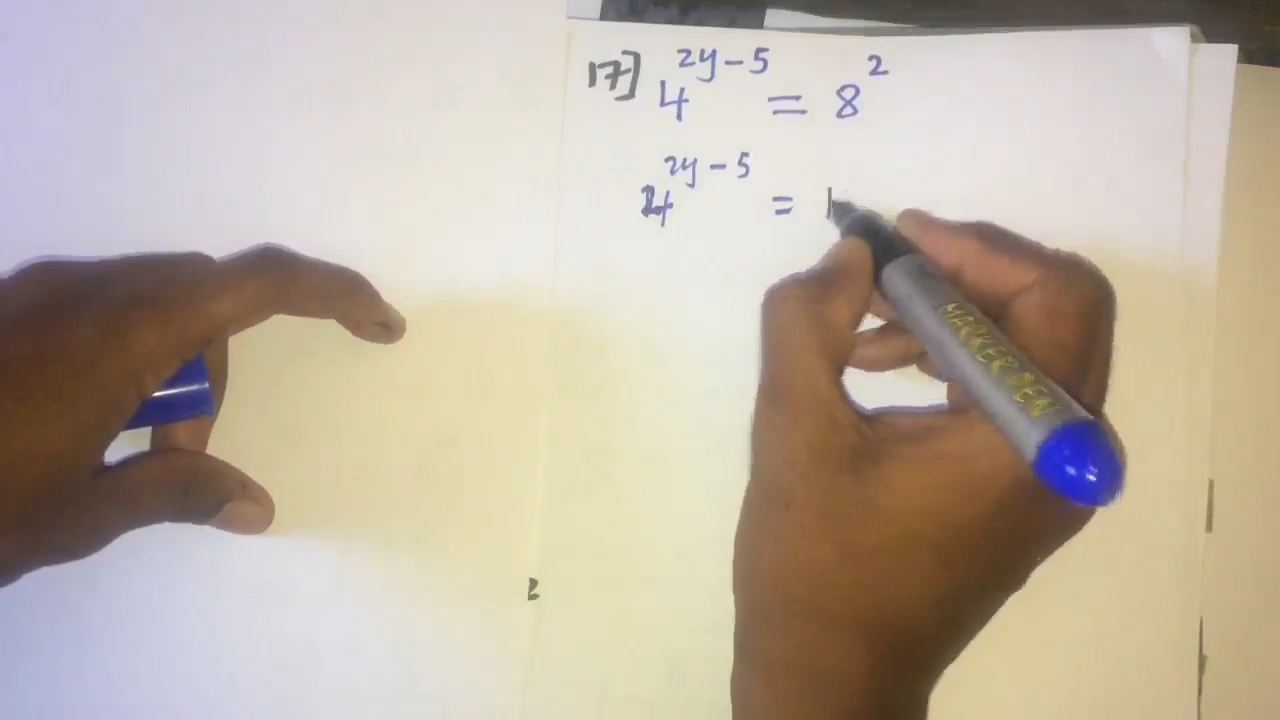 17] 4^{2y-5} = 8^2
4^{2y-5} =
MARKER PEN